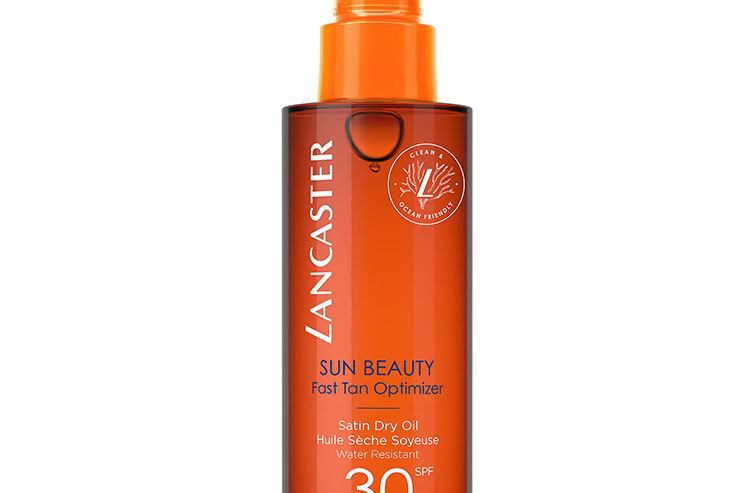 LANCASTER
CLEAN &
L
OCEAN FRIENDLY
SUN BEAUTY
Fast Tan Optimizer
Satin Dry Oil
Huile Sèche Soyeuse
Water Resistant
30 SPF